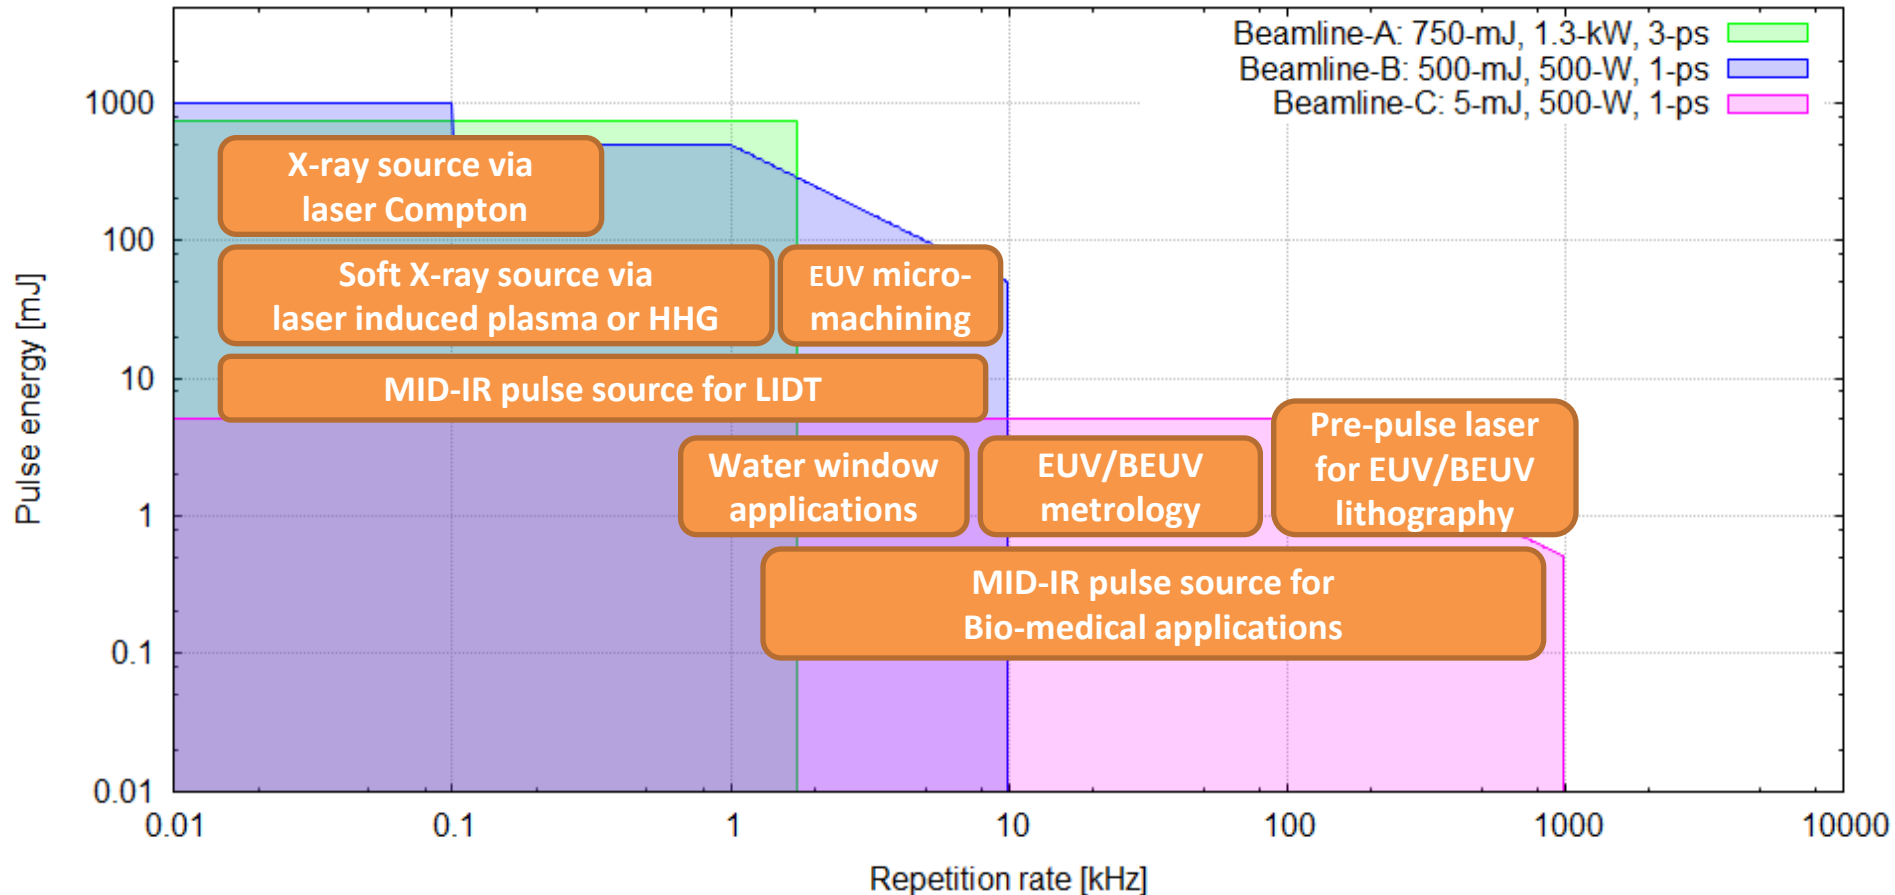 Beamline-A: 750-mJ, 1.3-kW, 3-ps
Beamline-B: 500-mJ, 500-W, 1-ps
Beamline-C: 5-mJ, 500-W, 1-ps
Pulse energy [mJ]
1000
100
10
1
0.1
0.01
X-ray source via
laser Compton
Soft X-ray source via
laser induced plasma or HHG
EUV micro-
machining
MID-IR pulse source for LIDT
Water window
applications
EUV/BEUV
metrology
Pre-pulse laser
for EUV/BEUV
lithography
MID-IR pulse source for
Bio-medical applications
0.01
0.1
1
10
100
1000
10000
Repetition rate [kHz]